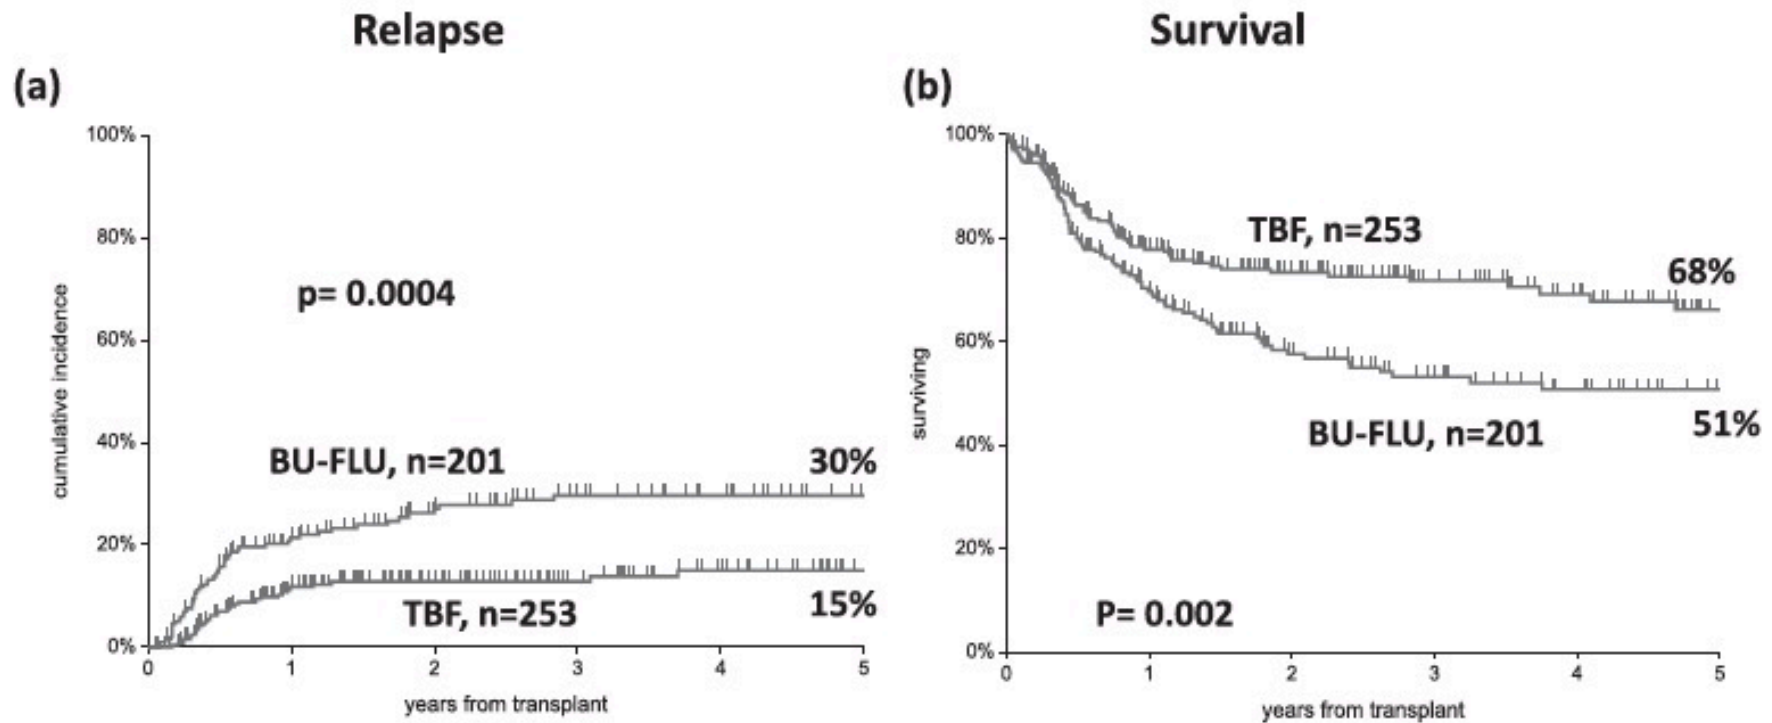 Relapse
(a)
100%
80%
60%
40%
20%
0%
cumulative incidence
p= 0.0004
BU-FLU, n=201
30%
TBF, n=253
15%
0 1 2 3 4 5
years from transplant
Survival
(b)
100%
80%
60%
40%
20%
0%
surviving
TBF, n=253
68%
BU-FLU, n=201
51%
P= 0.002
0 1 2 3 4 5
years from transplant